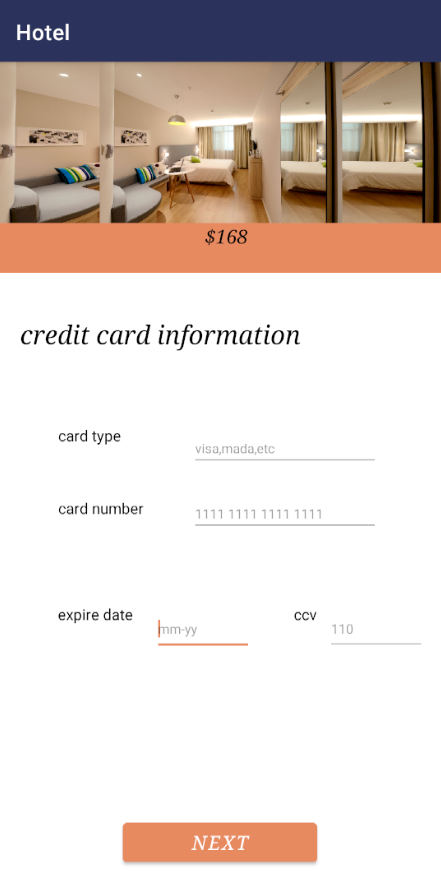 Hotel
$168
credit card information
card type
visa,mada,etc
card number
1111 1111 1111 1111
expire date
mm-yy
ccv
110
NEXT